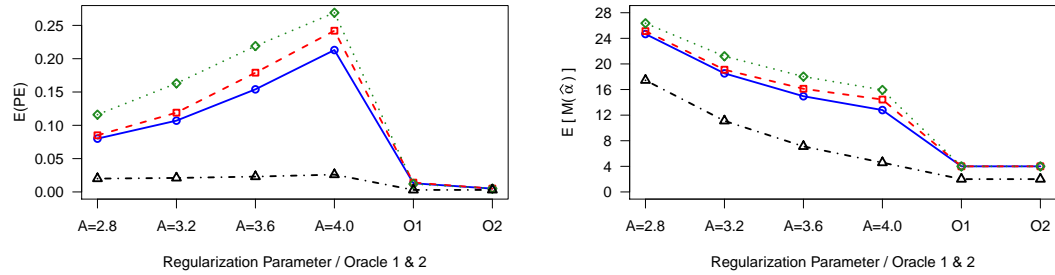 E(PE)
0.25
0.20
0.15
0.10
0.05
0.00
A=2.8 A=3.2 A=3.6 A=4.0 O1 O2
Regularization Parameter / Oracle 1 & 2
E [ M(α̂) ]
28
24
20
16
12
8
4
0
A=2.8 A=3.2 A=3.6 A=4.0 O1 O2
Regularization Parameter / Oracle 1 & 2